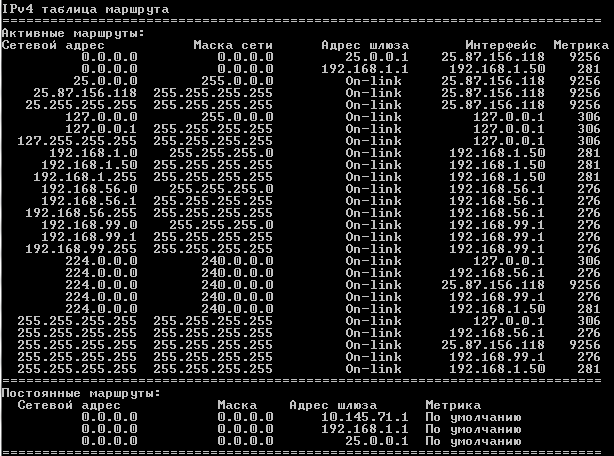 IPv4 таблица маршрута
===========================================================================
Активные маршруты:
Сетевой адрес           Маска сети      Адрес шлюза       Интерфейс  Метрика
          0.0.0.0          0.0.0.0         25.0.0.1    25.87.156.118   9256
          0.0.0.0          0.0.0.0      192.168.1.1     192.168.1.50    281
         25.0.0.0        255.0.0.0         On-link     25.87.156.118   9256
    25.87.156.118  255.255.255.255         On-link     25.87.156.118   9256
   25.255.255.255  255.255.255.255         On-link     25.87.156.118   9256
        127.0.0.0        255.0.0.0         On-link         127.0.0.1    306
        127.0.0.1  255.255.255.255         On-link         127.0.0.1    306
  127.255.255.255  255.255.255.255         On-link         127.0.0.1    306
      192.168.1.0    255.255.255.0         On-link      192.168.1.50    281
     192.168.1.50  255.255.255.255         On-link      192.168.1.50    281
    192.168.1.255  255.255.255.255         On-link      192.168.1.50    281
     192.168.56.0    255.255.255.0         On-link      192.168.56.1    276
     192.168.56.1  255.255.255.255         On-link      192.168.56.1    276
   192.168.56.255  255.255.255.255         On-link      192.168.56.1    276
     192.168.99.0    255.255.255.0         On-link      192.168.99.1    276
     192.168.99.1  255.255.255.255         On-link      192.168.99.1    276
   192.168.99.255  255.255.255.255         On-link      192.168.99.1    276
        224.0.0.0        240.0.0.0         On-link         127.0.0.1    306
        224.0.0.0        240.0.0.0         On-link      192.168.56.1    276
        224.0.0.0        240.0.0.0         On-link     25.87.156.118   9256
        224.0.0.0        240.0.0.0         On-link      192.168.99.1    276
        224.0.0.0        240.0.0.0         On-link      192.168.1.50    281
  255.255.255.255  255.255.255.255         On-link         127.0.0.1    306
  255.255.255.255  255.255.255.255         On-link      192.168.56.1    276
  255.255.255.255  255.255.255.255         On-link     25.87.156.118   9256
  255.255.255.255  255.255.255.255         On-link      192.168.99.1    276
  255.255.255.255  255.255.255.255         On-link      192.168.1.50    281
===========================================================================
Постоянные маршруты:
  Сетевой адрес            Маска    Адрес шлюза      Метрика
          0.0.0.0          0.0.0.0      10.145.71.1  По умолчанию
          0.0.0.0          0.0.0.0      192.168.1.1  По умолчанию
          0.0.0.0          0.0.0.0         25.0.0.1  По умолчанию
===========================================================================